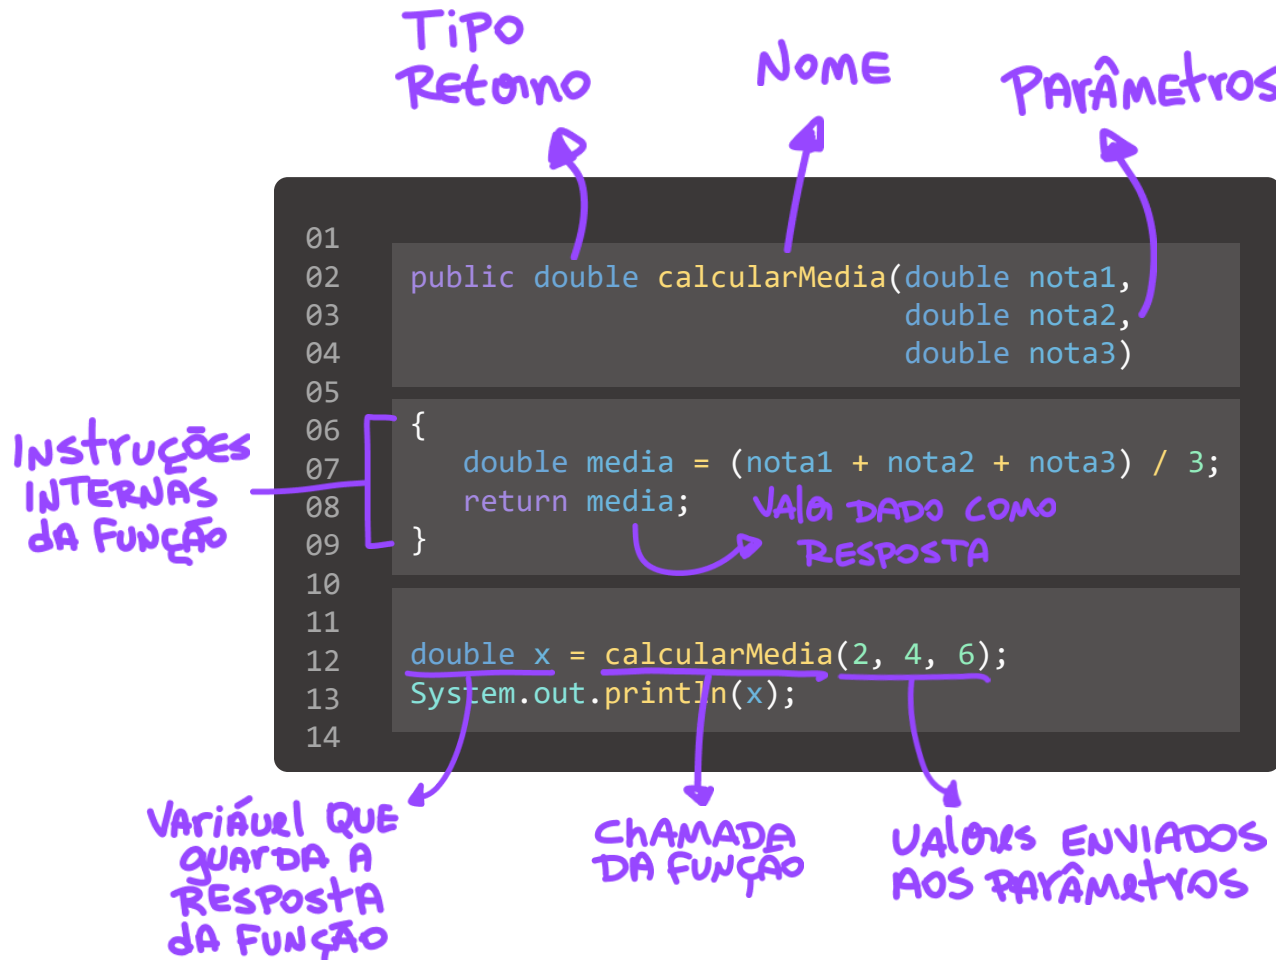 TIPO
RETORNO
NOME
PARÂMETROS
01
02 public double calcularMedia(double nota1,
03 double nota2,
04 double nota3)
05
06 {
07 double media = (nota1 + nota2 + nota3) / 3;
08 return media;
09 }
10
11
12 double x = calcularMedia(2, 4, 6);
13 System.out.println(x);
14
INSTRUÇÕES
INTERNAS
DA FUNÇÃO
VALOR DADO COMO
RESPOSTA
VARIÁVEL QUE
GUARDA A
RESPOSTA
DA FUNÇÃO
CHAMADA
DA FUNÇÃO
VALORES ENVIADOS
AOS PARÂMETROS